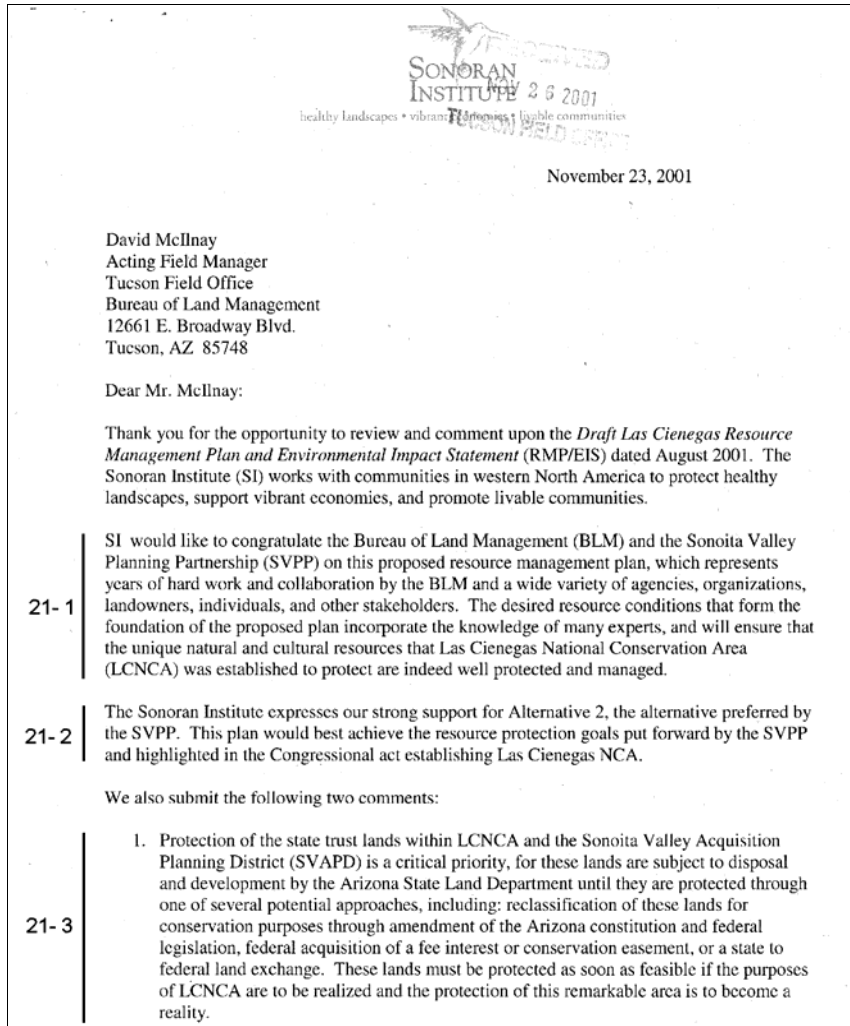 SONORAN
INSTITUTE
26 2001
healthy landscapes • vibrant economies • livable communities
TUCSON FIELD OFFICE
November 23, 2001
David McIlnay
Acting Field Manager
Tucson Field Office
Bureau of Land Management
12661 E. Broadway Blvd.
Tucson, AZ 85748
Dear Mr. McIlnay:
Thank you for the opportunity to review and comment upon the Draft Las Cienegas Resource
Management Plan and Environmental Impact Statement (RMP/EIS) dated August 2001. The
Sonoran Institute (SI) works with communities in western North America to protect healthy
landscapes, support vibrant economies, and promote livable communities.
SI would like to congratulate the Bureau of Land Management (BLM) and the Sonoita Valley
Planning Partnership (SVPP) on this proposed resource management plan, which represents
years of hard work and collaboration by the BLM and a wide variety of agencies, organizations,
21-1 landowners, individuals, and other stakeholders. The desired resource conditions that form the
foundation of the proposed plan incorporate the knowledge of many experts, and will ensure that
the unique natural and cultural resources that Las Cienegas National Conservation Area
(LCNCA) was established to protect are indeed well protected and managed.
The Sonoran Institute expresses our strong support for Alternative 2, the alternative preferred by
21-2 the SVPP. This plan would best achieve the resource protection goals put forward by the SVPP
and highlighted in the Congressional act establishing Las Cienegas NCA.
We also submit the following two comments:
1. Protection of the state trust lands within LCNCA and the Sonoita Valley Acquisition
Planning District (SVAPD) is a critical priority, for these lands are subject to disposal
and development by the Arizona State Land Department until they are protected through
one of several potential approaches, including: reclassification of these lands for
21-3 conservation purposes through amendment of the Arizona constitution and federal
legislation, federal acquisition of a fee interest or conservation easement, or a state to
federal land exchange. These lands must be protected as soon as feasible if the purposes
of LCNCA are to be realized and the protection of this remarkable area is to become a
reality.